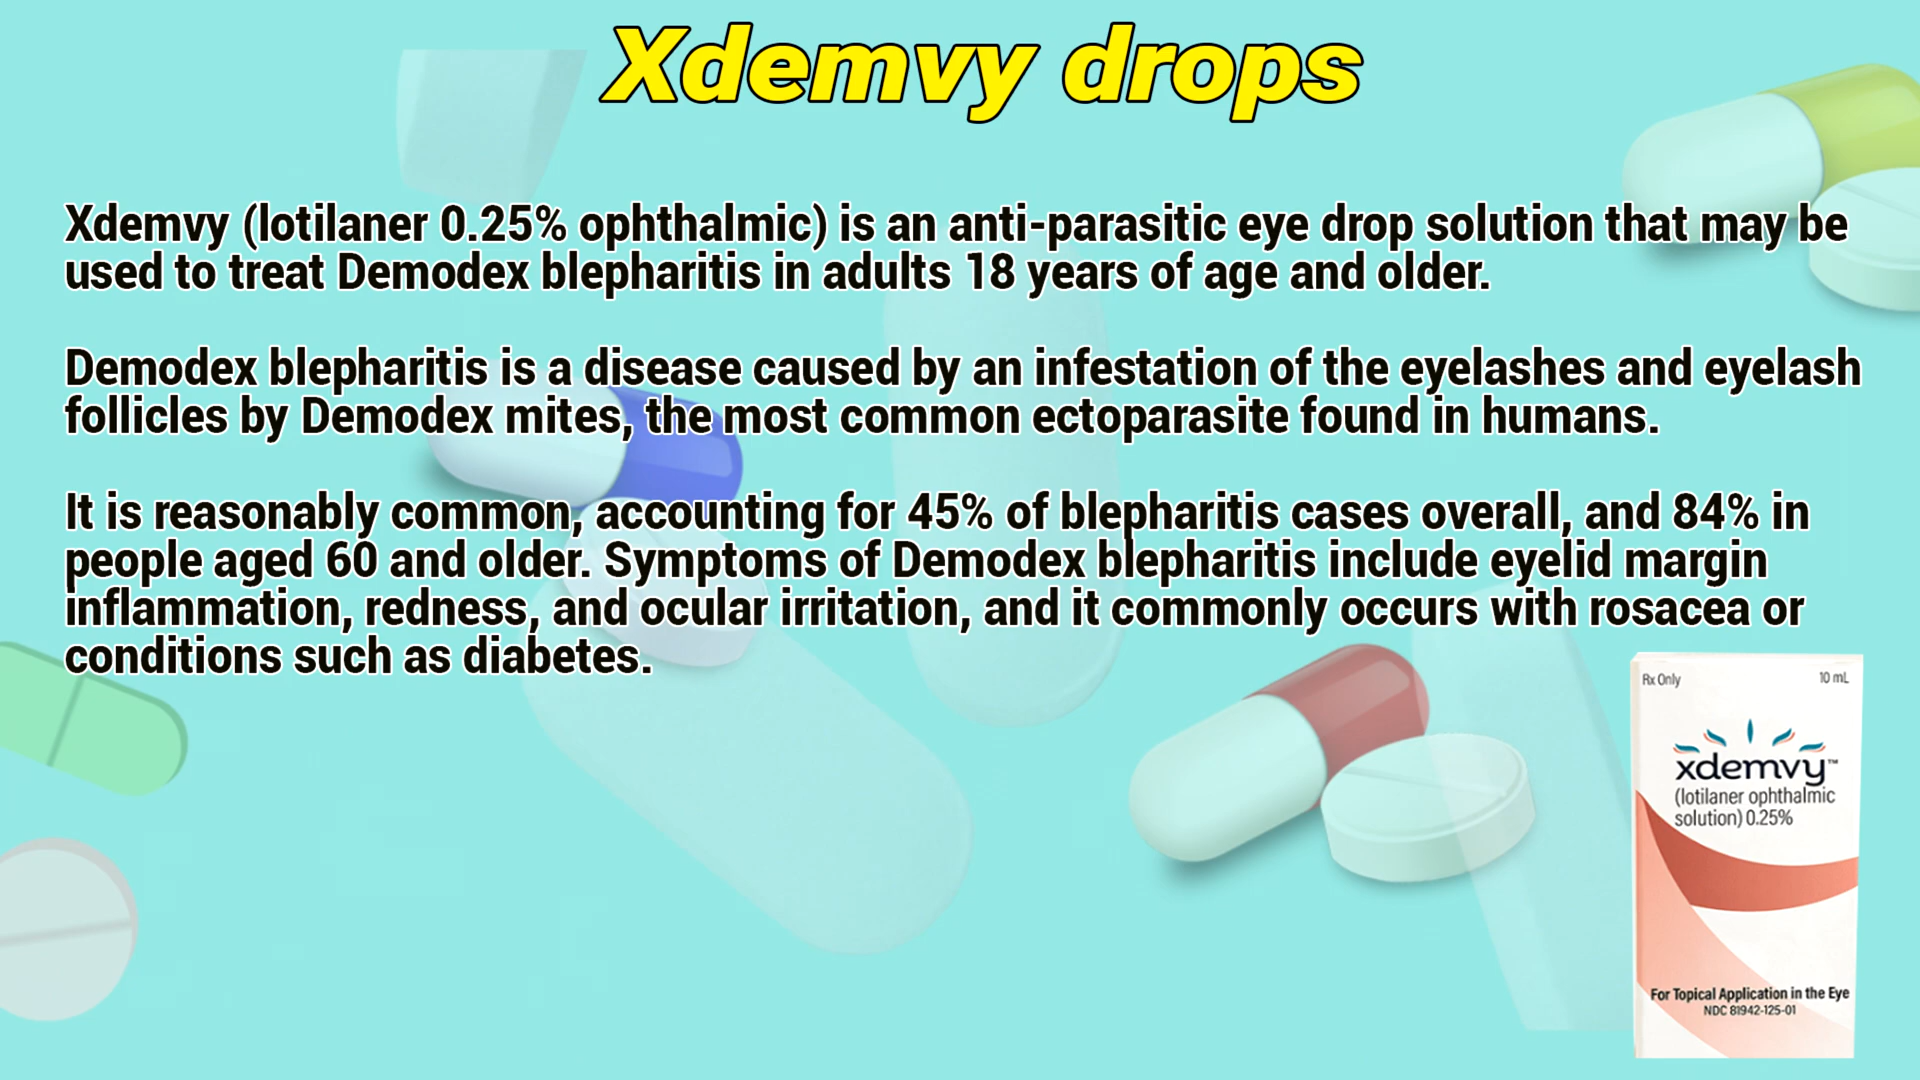 Xdemvy drops
Xdemvy (lotilaner 0.25% ophthalmic) is an anti-parasitic eye drop solution that may be
used to treat Demodex blepharitis in adults 18 years of age and older.
Demodex blepharitis is a disease caused by an infestation of the eyelashes and eyelash
follicles by Demodex mites, the most common ectoparasite found in humans.
It is reasonably common, accounting for 45% of blepharitis cases overall, and 84% in
people aged 60 and older. Symptoms of Demodex blepharitis include eyelid margin
inflammation, redness, and ocular irritation, and it commonly occurs with rosacea or
conditions such as diabetes.
Rx Only 10 mL
xdemvy™
(lotilaner ophthalmic
solution) 0.25%
For Topical Application in the Eye
NDC 81942-125-01